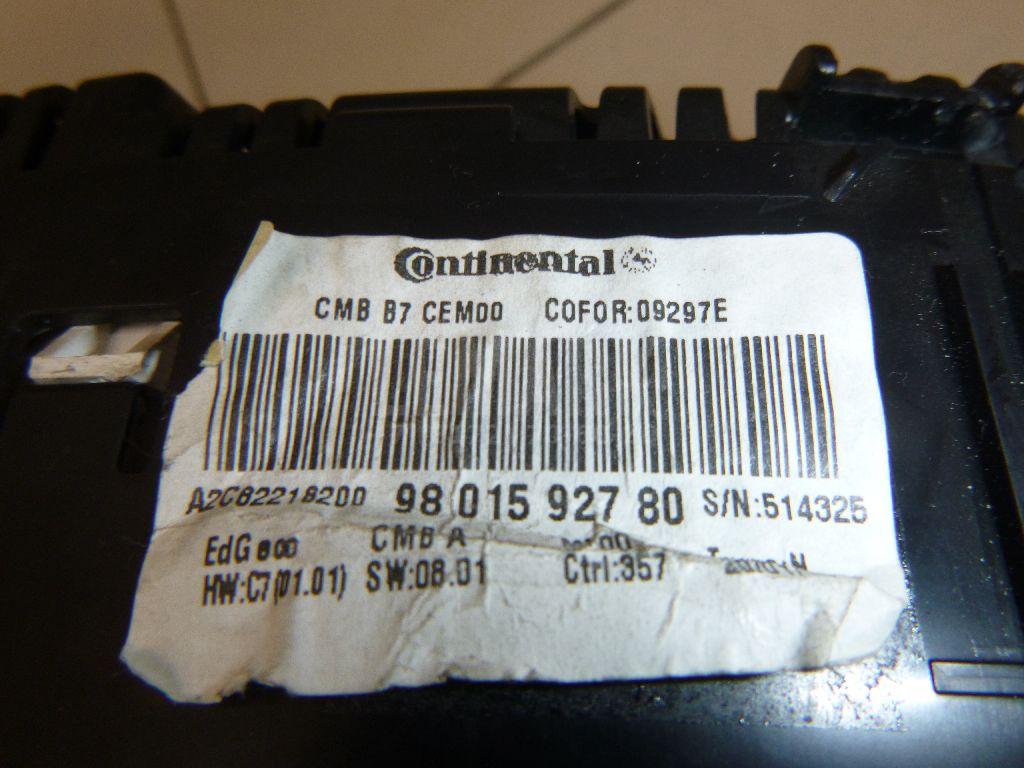 Continental
CMB B7 CEM00 COFOR:09297E
A2C82218200 98 015 927 80 S/N:514325
EdG CMB A
HW:C7(01.01) SW:08.01 Ctrl:357